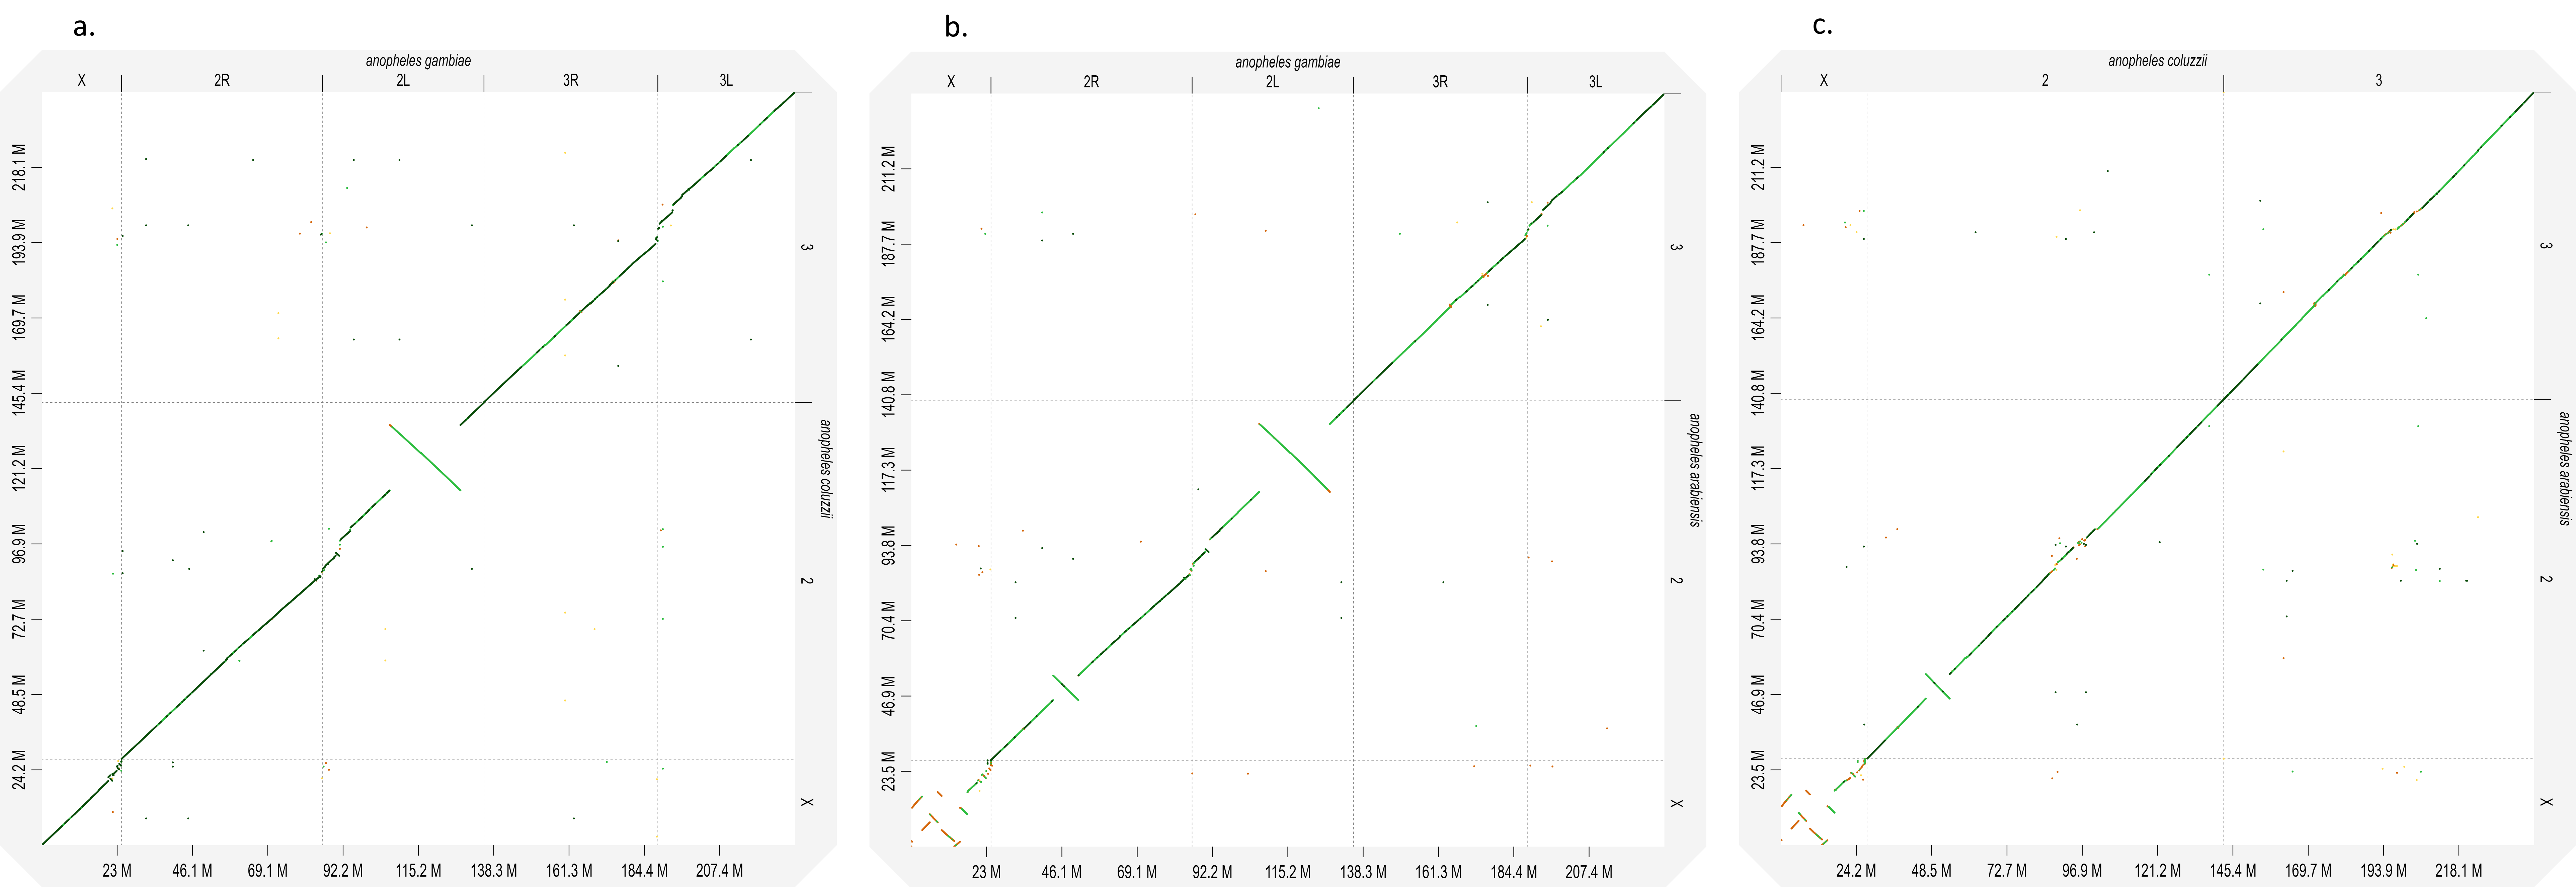 a.
anopheles gambiae
X 2R 2L 3R 3L
218.1 M
193.9 M
169.7 M
145.4 M
121.2 M
96.9 M
72.7 M
48.5 M
24.2 M
3
2
X
anopheles coluzzii
23 M 46.1 M 69.1 M 92.2 M 115.2 M 138.3 M 161.3 M 184.4 M 207.4 M
b.
anopheles gambiae
X 2R 2L 3R 3L
211.2 M
187.7 M
164.2 M
140.8 M
117.3 M
93.8 M
70.4 M
46.9 M
23.5 M
3
2
X
anopheles arabiensis
23 M 46.1 M 69.1 M 92.2 M 115.2 M 138.3 M 161.3 M 184.4 M 207.4 M
c.
anopheles coluzzii
X 2 3
211.2 M
187.7 M
164.2 M
140.8 M
117.3 M
93.8 M
70.4 M
46.9 M
23.5 M
3
2
X
anopheles arabiensis
24.2 M 48.5 M 72.7 M 96.9 M 121.2 M 145.4 M 169.7 M 193.9 M 218.1 M